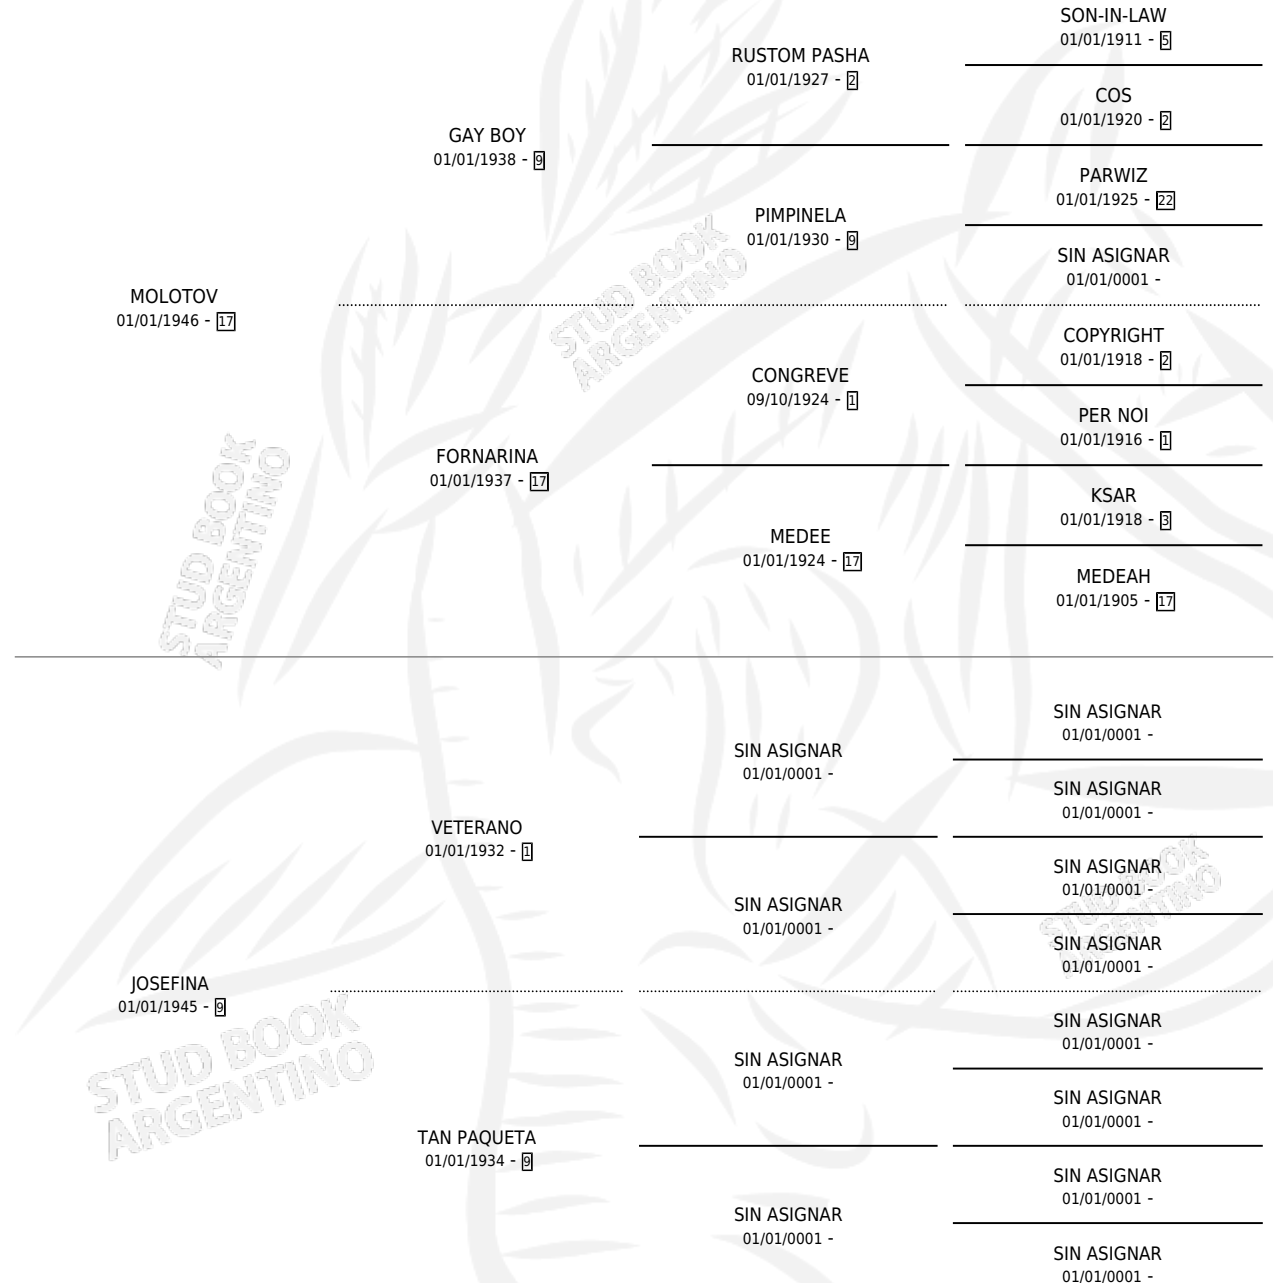 SON-IN-LAW
01/01/1911 - 5
RUSTOM PASHA
01/01/1927 - 2
COS
01/01/1920 - 2
GAY BOY
01/01/1938 - 9
PARWIZ
01/01/1925 - 22
PIMPINELA
01/01/1930 - 9
SIN ASIGNAR
01/01/0001 -
MOLOTOV
01/01/1946 - 17
STUD BOOK
ARGENTINO
COPYRIGHT
01/01/1918 - 2
CONGREVE
09/10/1924 - 1
PER NOI
01/01/1916 - 1
FORNARINA
01/01/1937 - 17
KSAR
01/01/1918 - 3
MEDEE
01/01/1924 - 17
MEDEAH
01/01/1905 - 17
STUD BOOK
ARGENTINO
SIN ASIGNAR
01/01/0001 -
SIN ASIGNAR
01/01/0001 -
SIN ASIGNAR
01/01/0001 -
VETERANO
01/01/1932 - 1
SIN ASIGNAR
01/01/0001 -
SIN ASIGNAR
01/01/0001 -
SIN ASIGNAR
01/01/0001 -
STUD BOOK
ARGENTINO
JOSEFINA
01/01/1945 - 9
SIN ASIGNAR
01/01/0001 -
SIN ASIGNAR
01/01/0001 -
SIN ASIGNAR
01/01/0001 -
STUD BOOK
ARGENTINO
TAN PAQUETA
01/01/1934 - 9
SIN ASIGNAR
01/01/0001 -
SIN ASIGNAR
01/01/0001 -
SIN ASIGNAR
01/01/0001 -